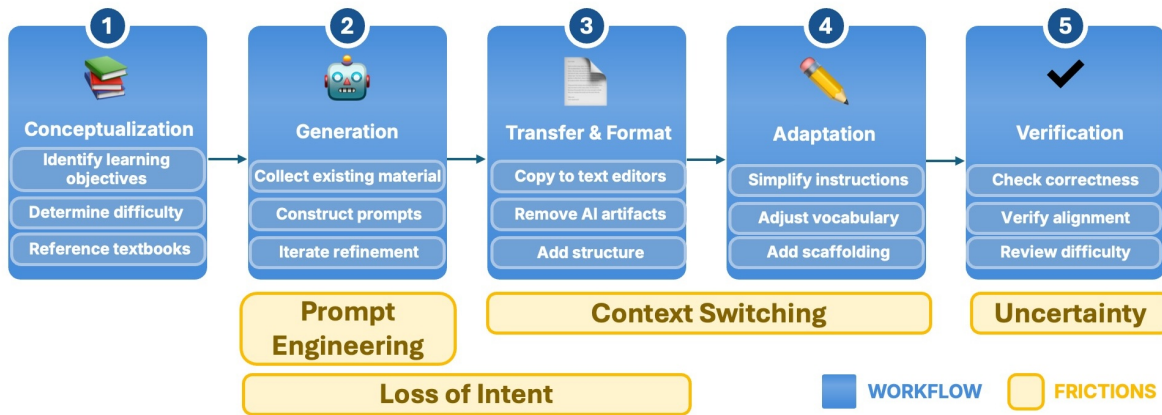 1
Conceptualization
Identify learning
objectives
Determine difficulty
Reference textbooks
2
Generation
Collect existing material
Construct prompts
Iterate refinement
3
Transfer & Format
Copy to text editors
Remove AI artifacts
Add structure
4
Adaptation
Simplify instructions
Adjust vocabulary
Add scaffolding
5
Verification
Check correctness
Verify alignment
Review difficulty
Prompt
Engineering
Context Switching
Uncertainty
Loss of Intent
WORKFLOW
FRICTIONS